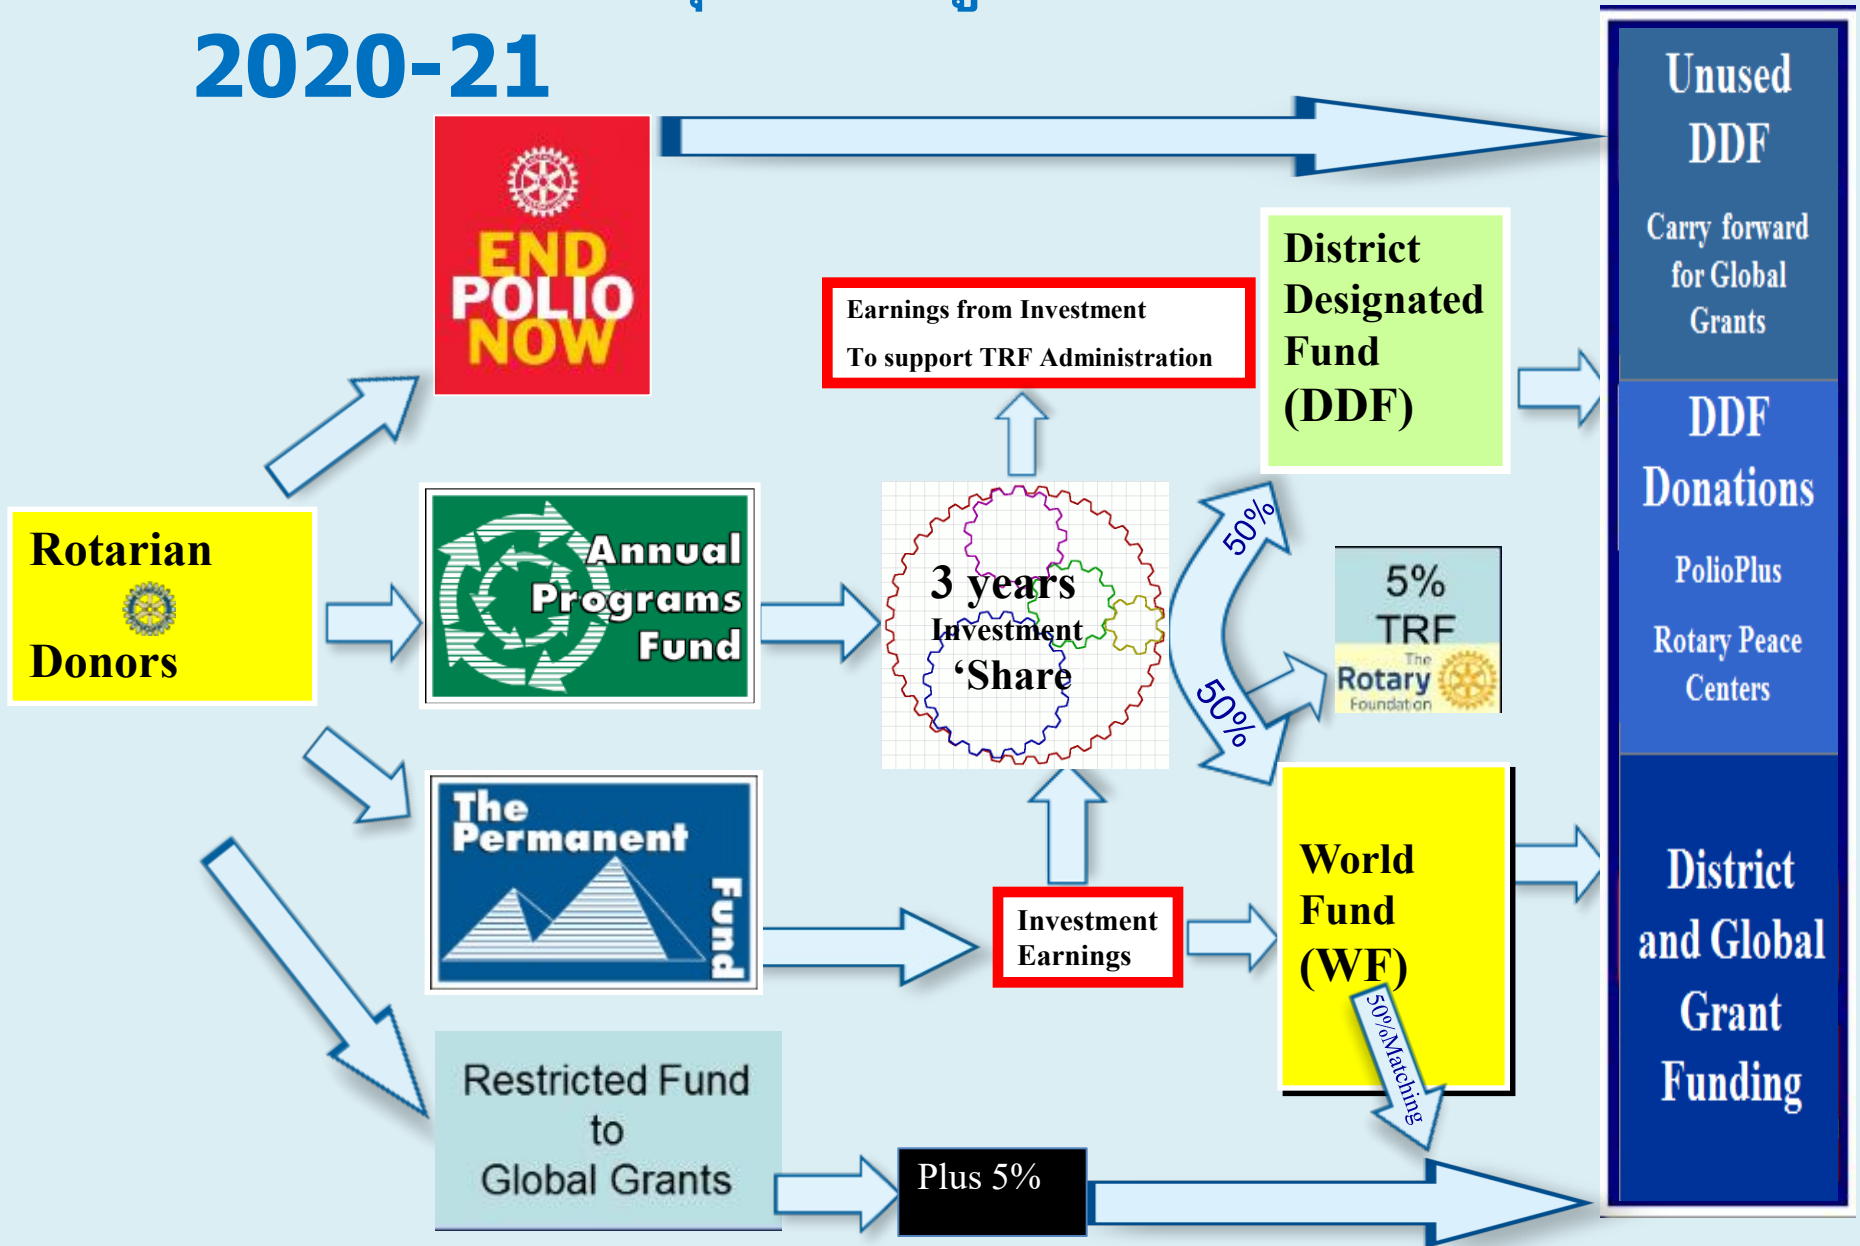 2020-21
END
POLIO
NOW
Unused
DDF
Carry forward
for Global
Grants
DDF
Donations
PolioPlus
Rotary Peace
Centers
District
and Global
Grant
Funding
District
Designated
Fund
(DDF)
Earnings from Investment
To support TRF Administration
Rotarian
Donors
Annual
Programs
Fund
3 years
Investment
‘Share
50%
50%
5%
TRF
The
Rotary
Foundation
The
Permanent
Fund
Investment
Earnings
World
Fund
(WF)
50%Matching
Restricted Fund
to
Global Grants
Plus 5%